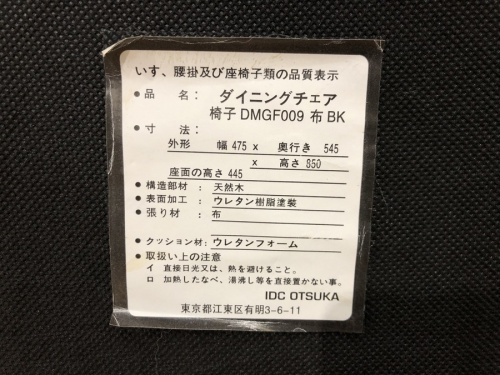 いす、腰掛及び座椅子類の品質表示
● 品 名： ダイニングチェア
椅子 DMGF009 布 BK
● 寸 法：
外形 幅 475 x 奥行き 545
x 高さ 850
座面の高さ 445
● 構造部材： 天然木
● 表面加工： ウレタン樹脂塗装
● 張り材： 布
● クッション材: ウレタンフォーム
● 取扱い上の注意
イ 直接日光又は、熱を避けること。
ロ 加熱したなべ、湯沸し等を直接置かない事。
IDC OTSUKA
東京都江東区有明3-6-11